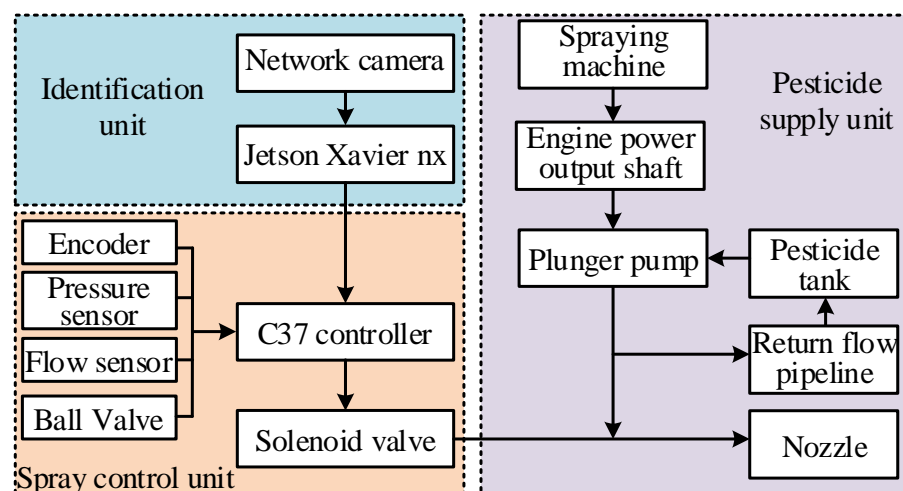 Identification
unit
Network camera
Jetson Xavier nx
Encoder
Pressure
sensor
Flow sensor
Ball Valve
C37 controller
Solenoid valve
Spray control unit
Spraying
machine
Pesticide
supply unit
Engine power
output shaft
Plunger pump
Pesticide
tank
Return flow
pipeline
Nozzle